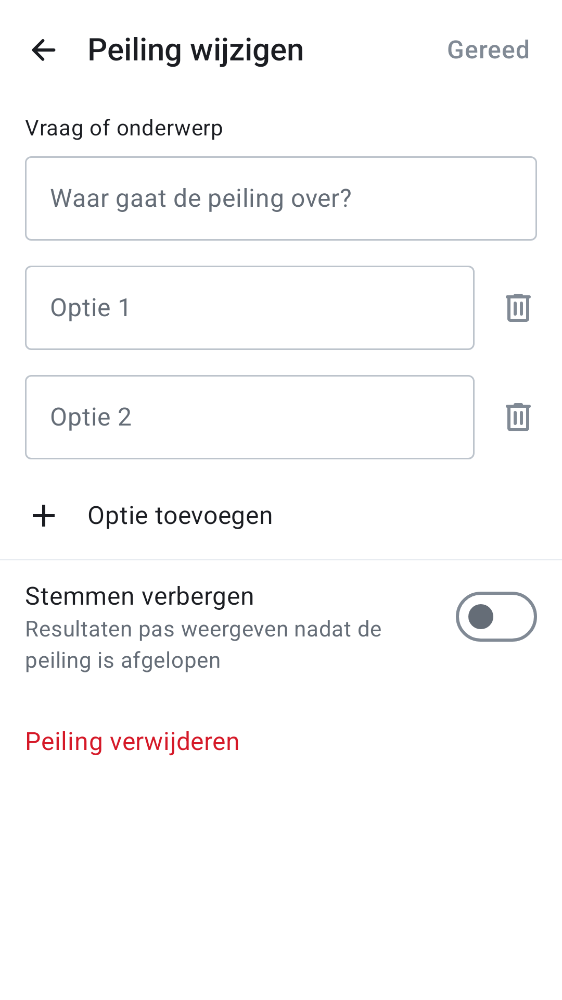 Peiling wijzigen
Gereed
Vraag of onderwerp
Waar gaat de peiling over?
Optie 1
Optie 2
Optie toevoegen
Stemmen verbergen
Resultaten pas weergeven nadat de
peiling is afgelopen
Peiling verwijderen